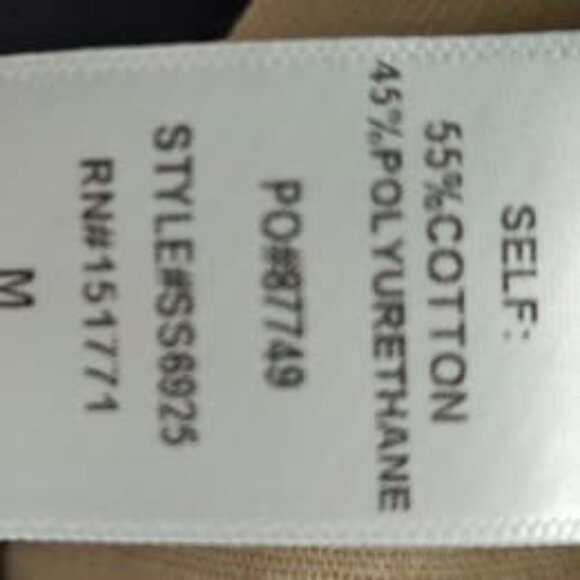 SELF:
55%COTTON
45%POLYURETHANE
PO#87749
STYLE#SS6925
RN#151771
M